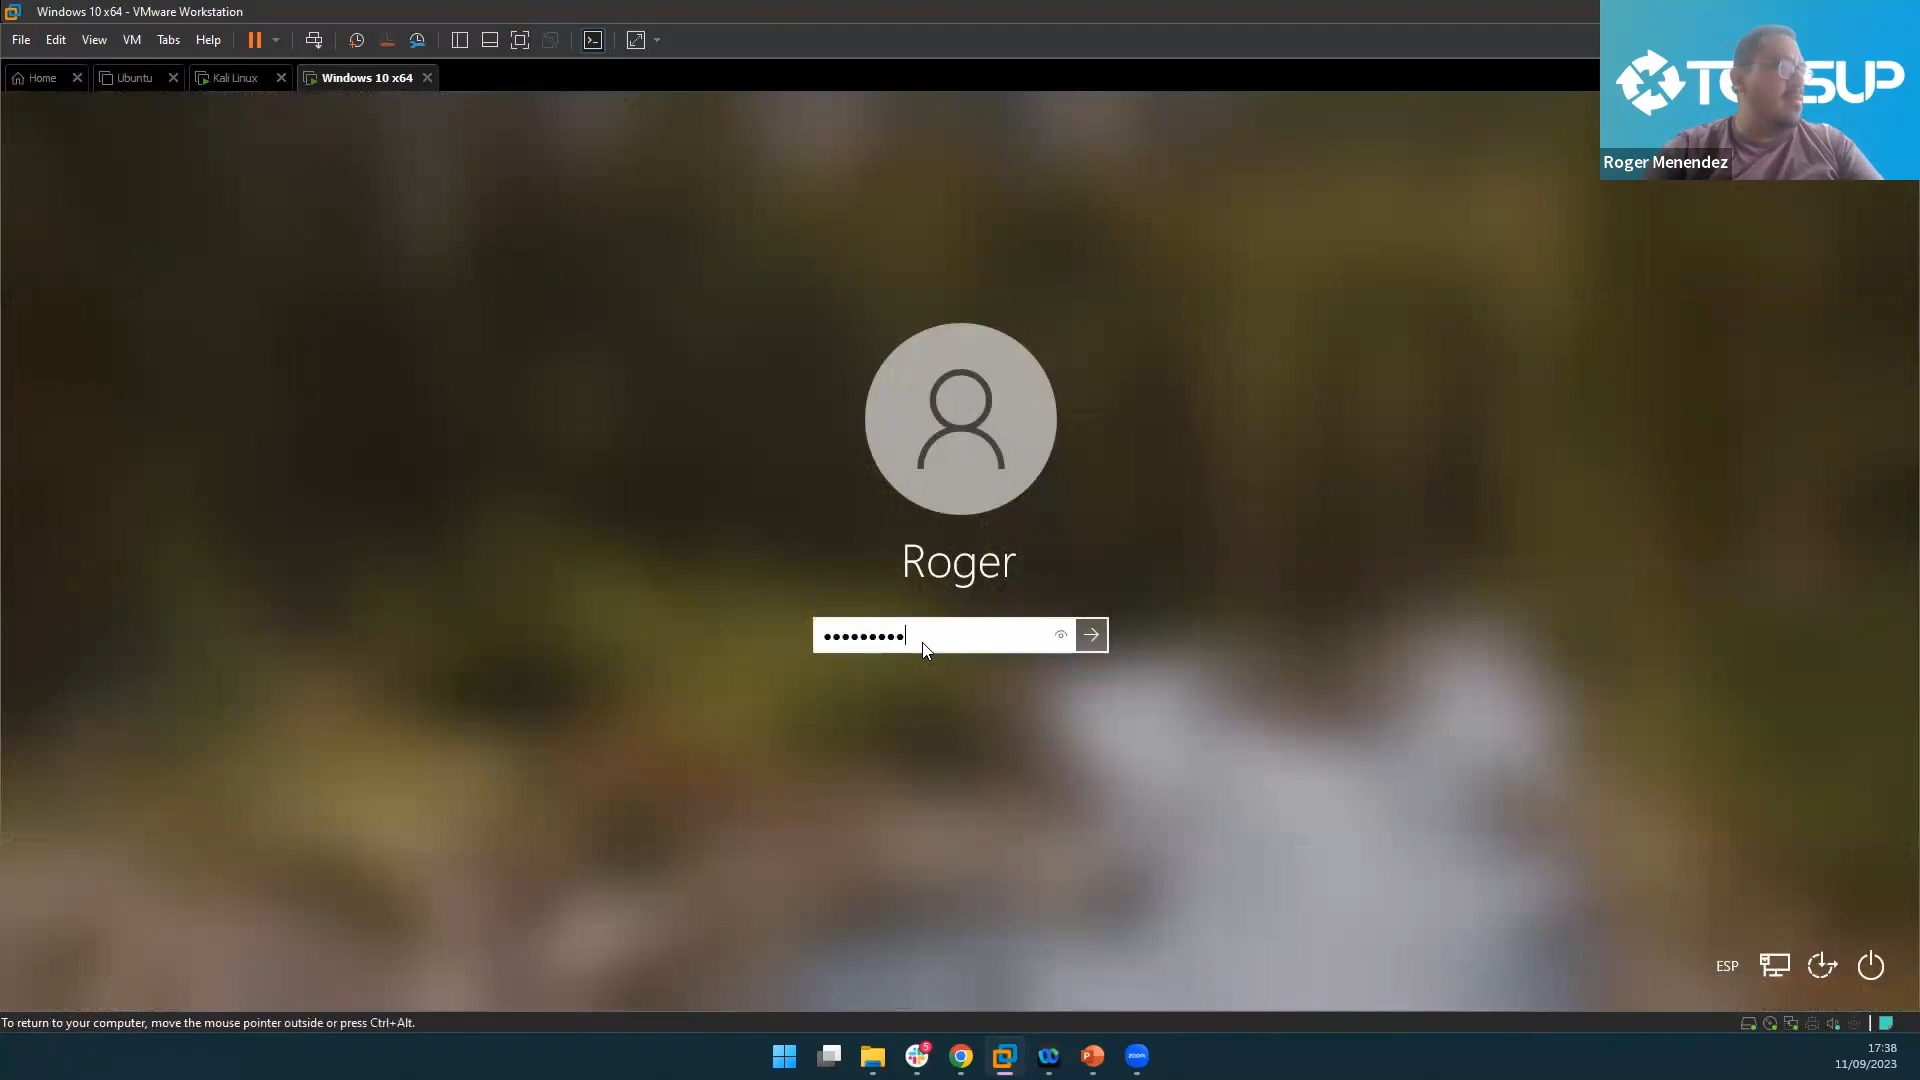 Windows 10 x64 - VMware Workstation
File Edit View VM Tabs Help
Home Ubuntu Kali Linux Windows 10 x64
Roger Menendez
Roger
ESP
To return to your computer, move the mouse pointer outside or press Ctrl+Alt.
5
P
zoom
17:38
11/09/2023